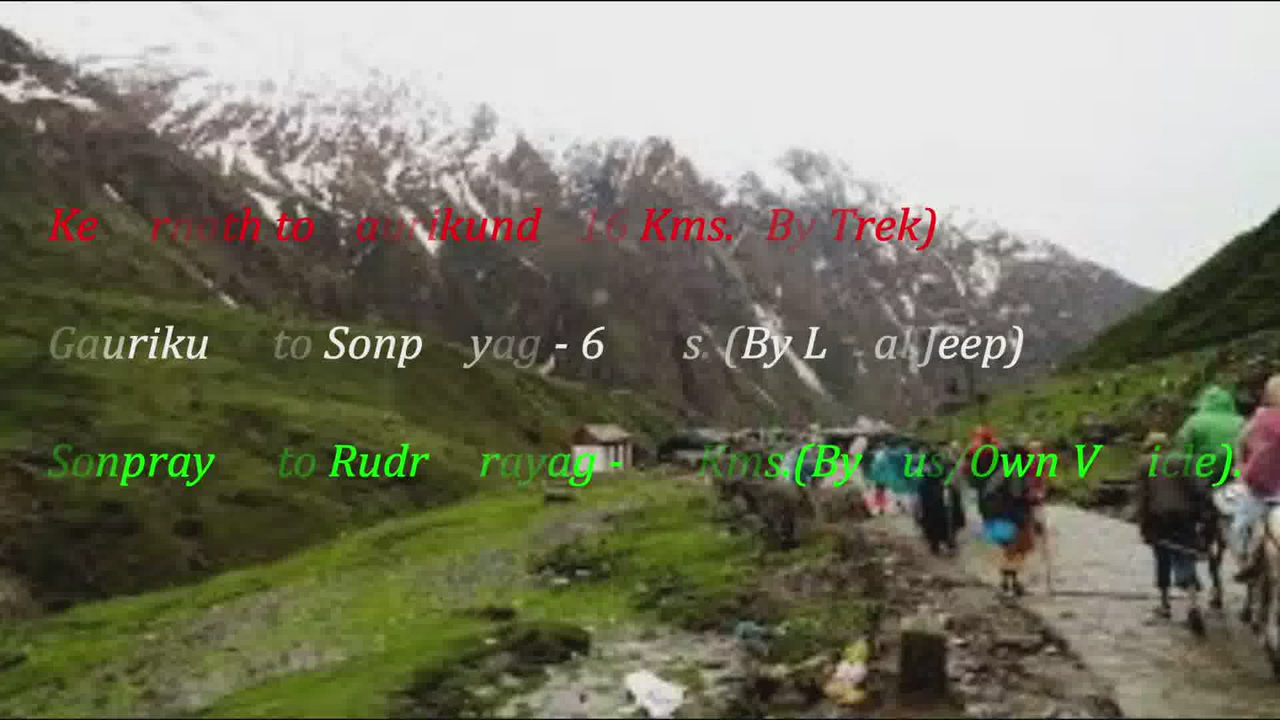 Ke rnath to aurikund 16 Kms. By Trek)
Gauriku to Sonp yag - 6 s. (By L al Jeep)
Sonpray to Rudr rayag - Kms.(By us/Own V icle).